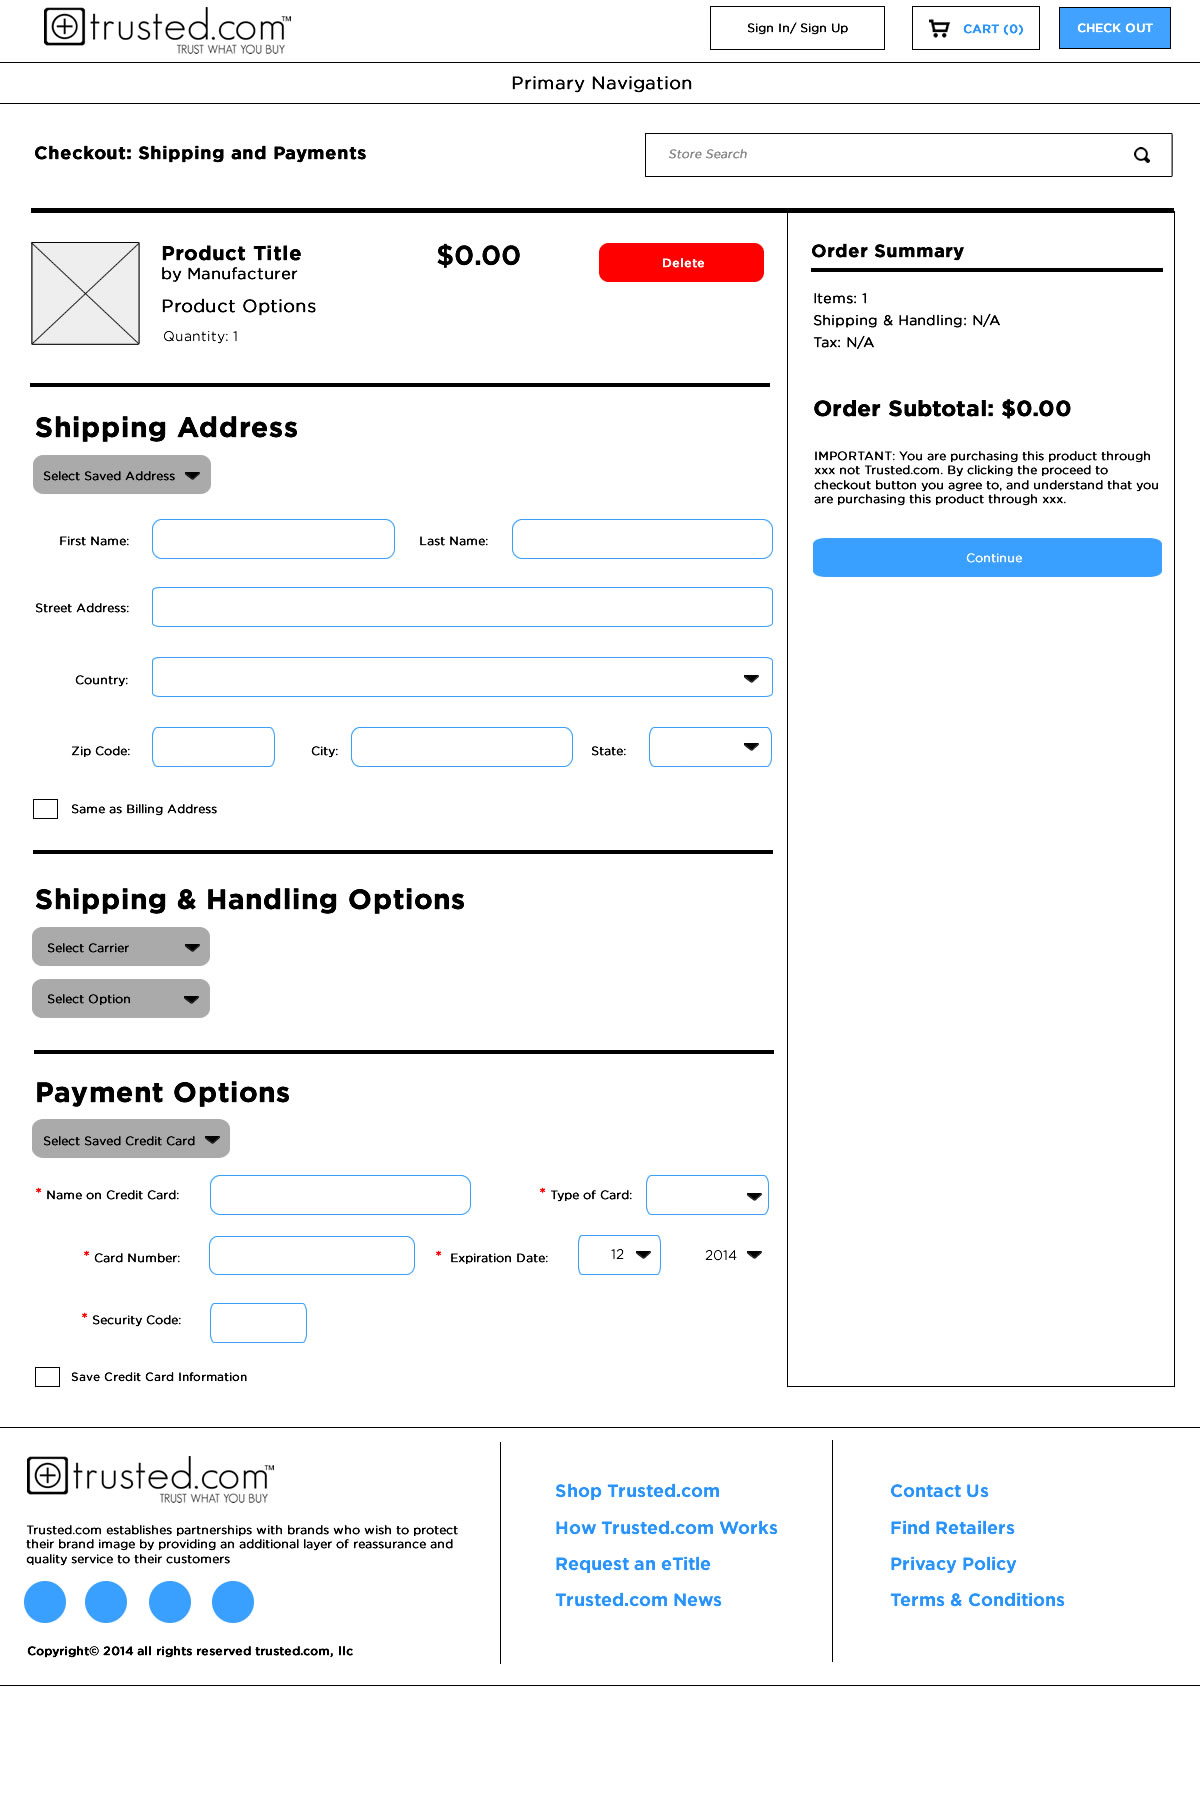 trusted.com™
TRUST WHAT YOU BUY
Sign In/ Sign Up
CART (0)
CHECK OUT
Primary Navigation
Checkout: Shipping and Payments
Store Search
Product Title
by Manufacturer
Product Options
Quantity: 1
$0.00
Delete
Order Summary
Items: 1
Shipping & Handling: N/A
Tax: N/A
Order Subtotal: $0.00
IMPORTANT: You are purchasing this product through
xxx not Trusted.com. By clicking the proceed to
checkout button you agree to, and understand that you
are purchasing this product through xxx.
Continue
Shipping Address
Select Saved Address
First Name:
Last Name:
Street Address:
Country:
Zip Code:
City:
State:
Same as Billing Address
Shipping & Handling Options
Select Carrier
Select Option
Payment Options
Select Saved Credit Card
* Name on Credit Card:
* Type of Card:
* Card Number:
* Expiration Date:
12
2014
* Security Code:
Save Credit Card Information
trusted.com™
TRUST WHAT YOU BUY
Trusted.com establishes partnerships with brands who wish to protect
their brand image by providing an additional layer of reassurance and
quality service to their customers
Copyright© 2014 all rights reserved trusted.com, llc
Shop Trusted.com
How Trusted.com Works
Request an eTitle
Trusted.com News
Contact Us
Find Retailers
Privacy Policy
Terms & Conditions